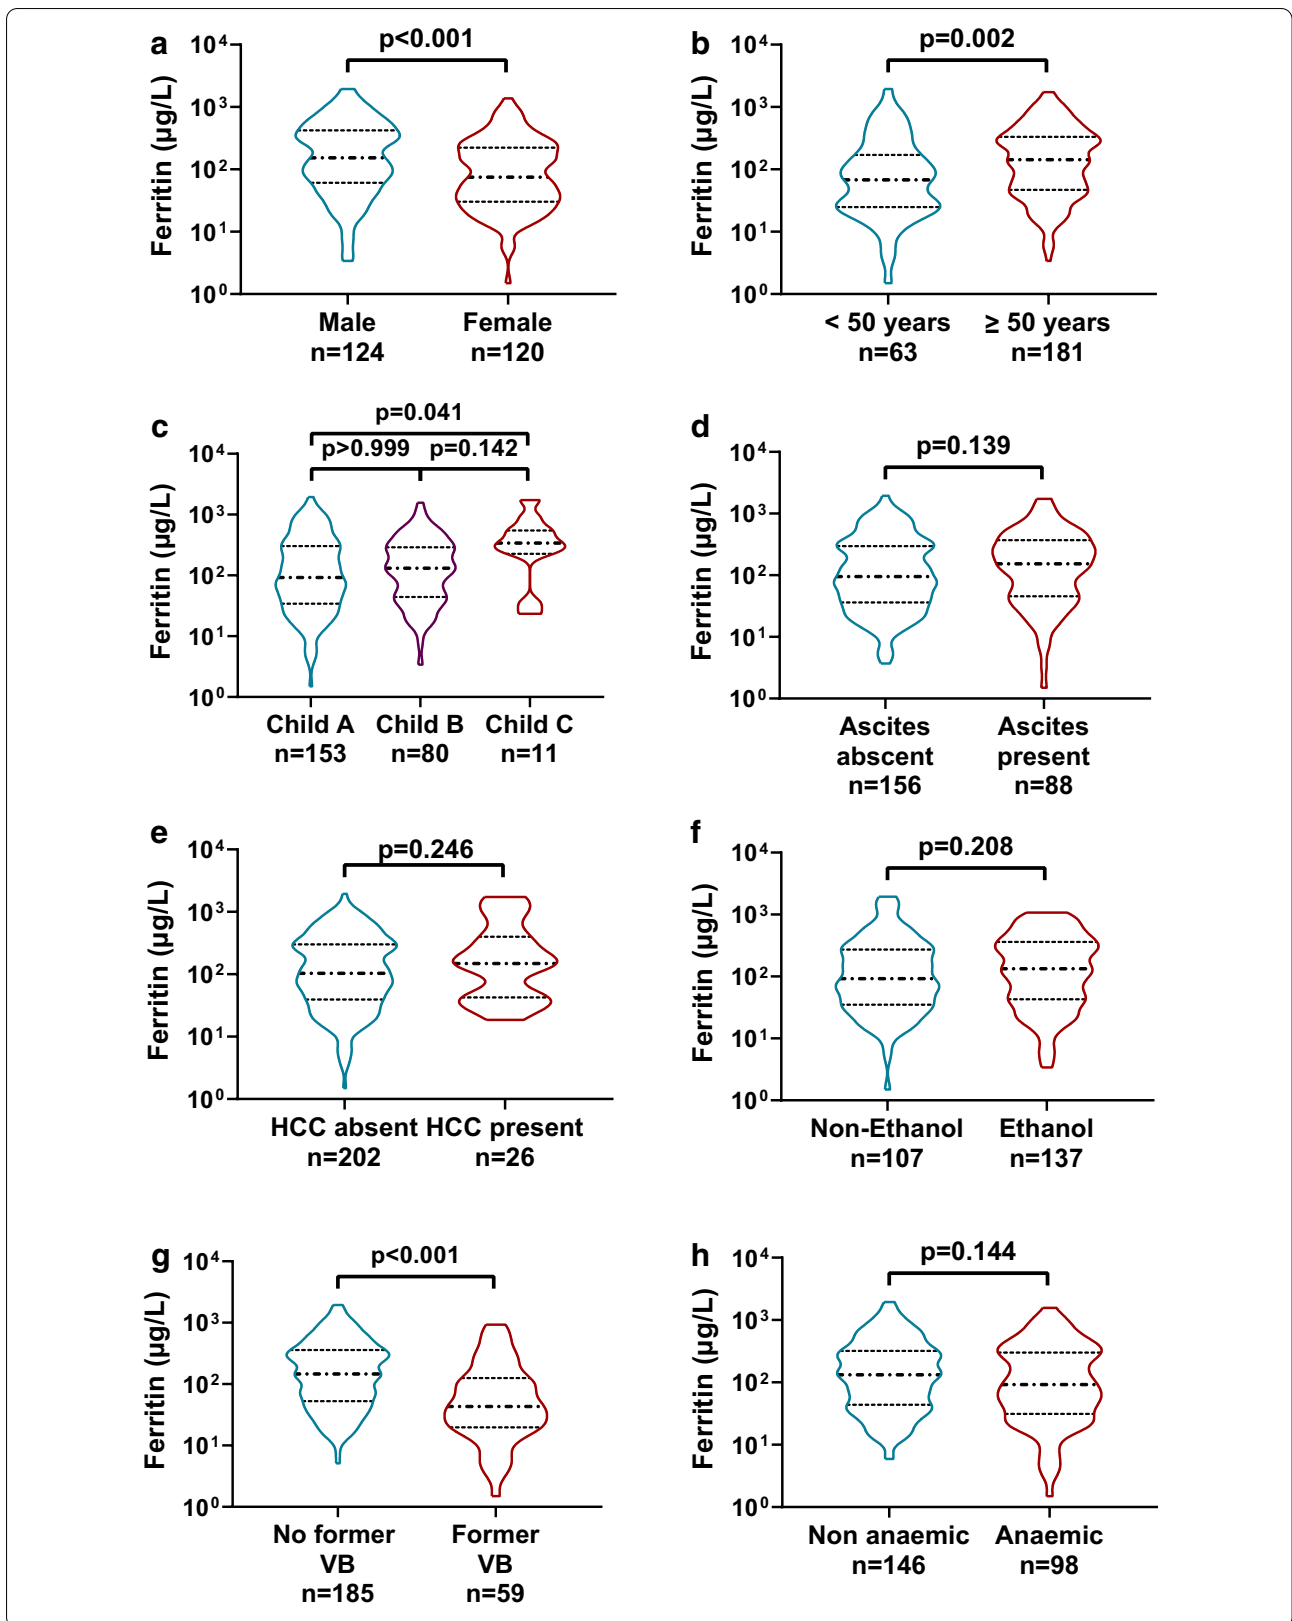 a
p<0.001
Ferritin (µg/L)
10⁴
10³
10²
10¹
10⁰
Male
n=124
Female
n=120
b
p=0.002
Ferritin (µg/L)
10⁴
10³
10²
10¹
10⁰
< 50 years
n=63
≥ 50 years
n=181
c
p=0.041
p>0.999
p=0.142
Ferritin (µg/L)
10⁴
10³
10²
10¹
10⁰
Child A
n=153
Child B
n=80
Child C
n=11
d
p=0.139
Ferritin (µg/L)
10⁴
10³
10²
10¹
10⁰
Ascites
abscent
n=156
Ascites
present
n=88
e
p=0.246
Ferritin (µg/L)
10⁴
10³
10²
10¹
10⁰
HCC absent
n=202
HCC present
n=26
f
p=0.208
Ferritin (µg/L)
10⁴
10³
10²
10¹
10⁰
Non-Ethanol
n=107
Ethanol
n=137
g
p<0.001
Ferritin (µg/L)
10⁴
10³
10²
10¹
10⁰
No former
VB
n=185
Former
VB
n=59
h
p=0.144
Ferritin (µg/L)
10⁴
10³
10²
10¹
10⁰
Non anaemic
n=146
Anaemic
n=98